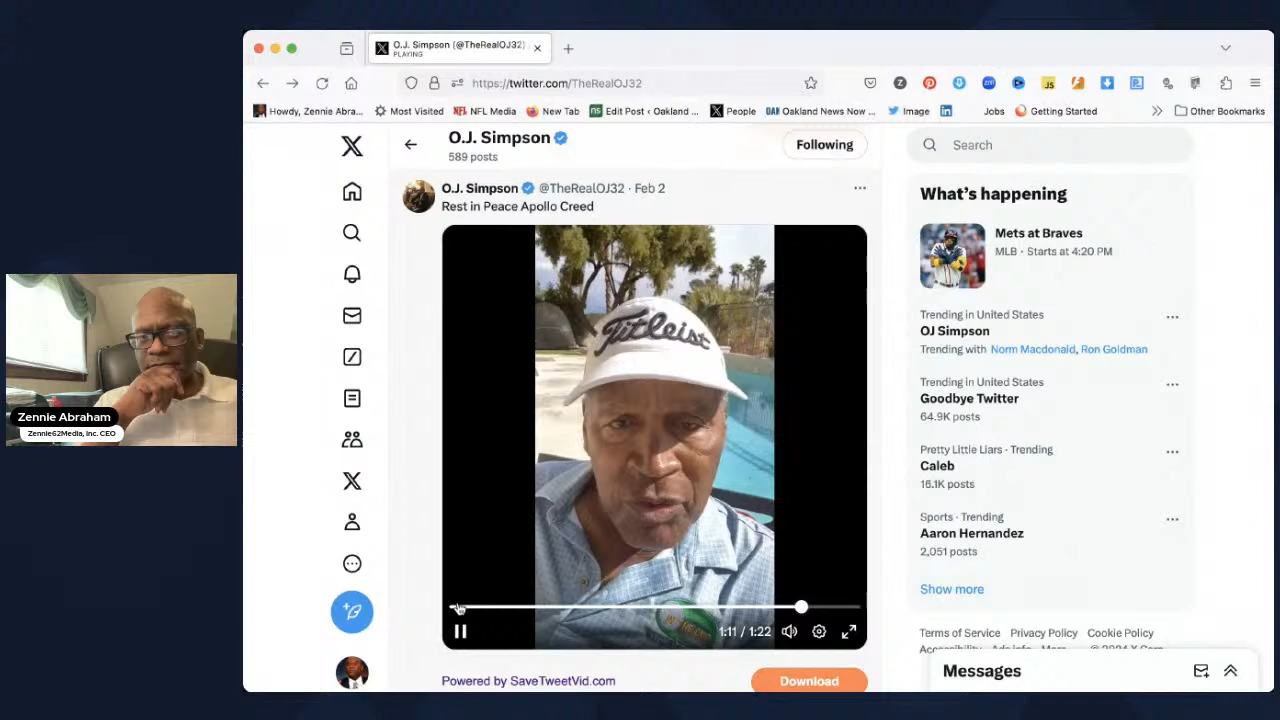 O.J. Simpson (@TheRealOJ32)
PLAYING
https://twitter.com/TheRealOJ32
Howdy, Zennie Abra...
Most Visited
NFL NFL Media
New Tab
Edit Post ‹ Oakland ...
People
OAK Oakland News Now ...
Image
Jobs
Getting Started
Other Bookmarks
O.J. Simpson
589 posts
Following
Search
O.J. Simpson @TheRealOJ32 · Feb 2
Rest in Peace Apollo Creed
Titleist
1:11 / 1:22
Powered by SaveTweetVid.com
Download
What's happening
Mets at Braves
MLB · Starts at 4:20 PM
Trending in United States
OJ Simpson
Trending with Norm Macdonald, Ron Goldman
Trending in United States
Goodbye Twitter
64.9K posts
Pretty Little Liars · Trending
Caleb
16.1K posts
Sports · Trending
Aaron Hernandez
2,051 posts
Show more
Terms of Service Privacy Policy Cookie Policy
Messages
Zennie Abraham
Zennie62Media, Inc. CEO